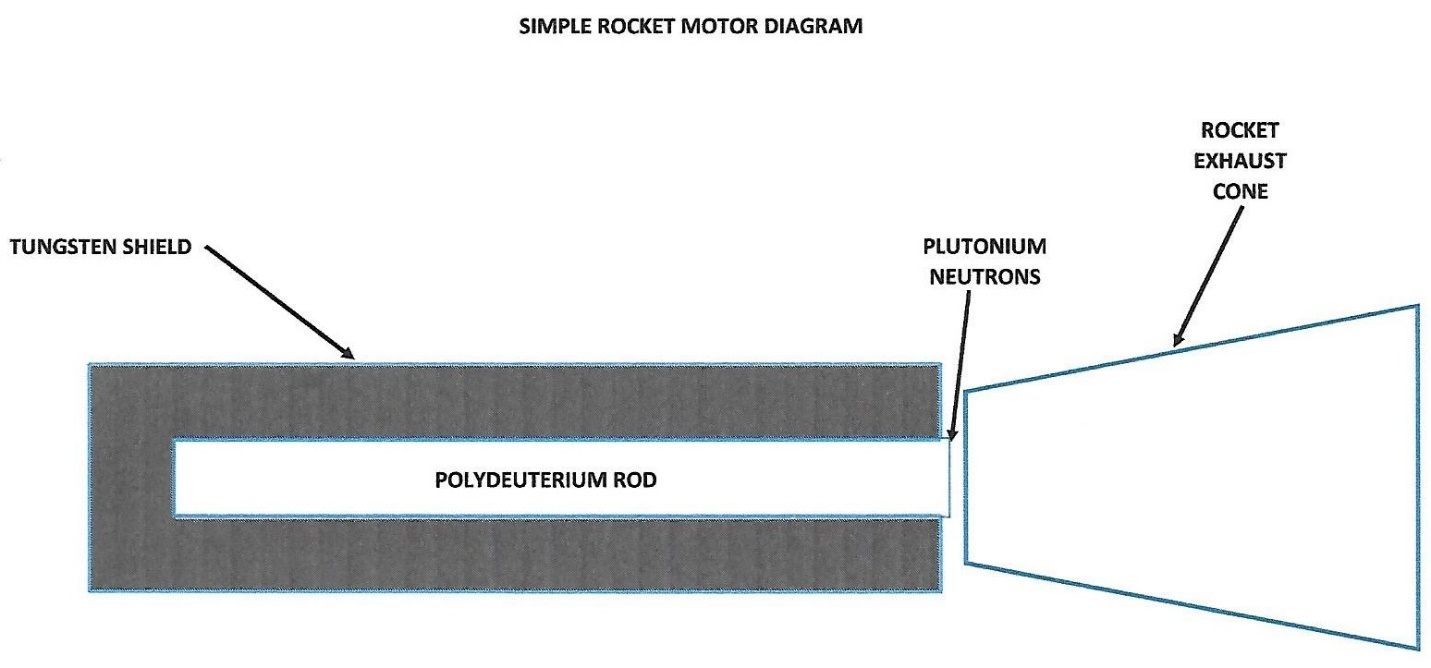 SIMPLE ROCKET MOTOR DIAGRAM
ROCKET
EXHAUST
CONE
TUNGSTEN SHIELD
PLUTONIUM
NEUTRONS
POLYDEUTERIUM ROD